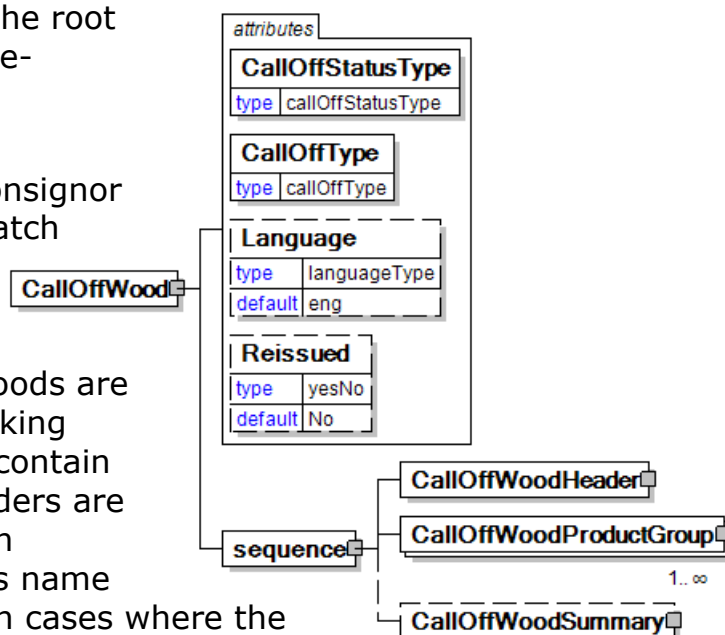 he root
e-
onsignor
atch
oods are
king
contain
ders are
n
s name
n cases where the
attributes
CallOffStatusType
type callOffStatusType
CallOffType
type callOffType
Language
type languageType
default eng
Reissued
type yesNo
default No
CallOffWood
sequence
CallOffWoodHeader
CallOffWoodProductGroup
1.. ∞
CallOffWoodSummary